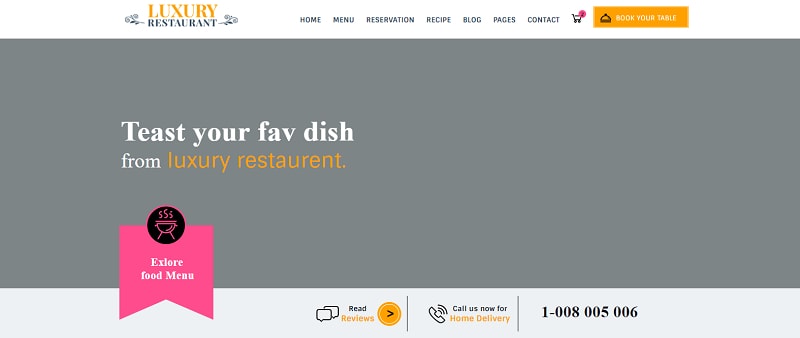 LUXURY
RESTAURANT
HOME MENU RESERVATION RECIPE BLOG PAGES CONTACT
BOOK YOUR TABLE
Teast your fav dish
from luxury restaurent.
Exlore
food Menu
Read
Reviews
>
Call us now for
Home Delivery
1-008 005 006